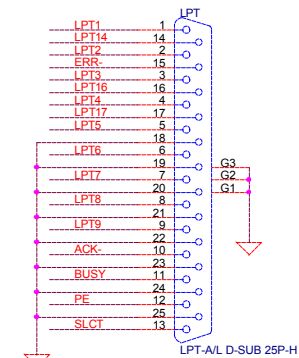 LPT
LPT1 1
LPT14 14
LPT2 2
ERR- 15
LPT3 3
LPT16 16
LPT4 4
LPT17 17
LPT5 5
18
LPT6 6
19 G3
LPT7 7 G2
20 G1
LPT8 8
21
LPT9 9
22
ACK- 10
23
BUSY 11
24
PE 12
25
SLCT 13
LPT-A/L D-SUB 25P-H